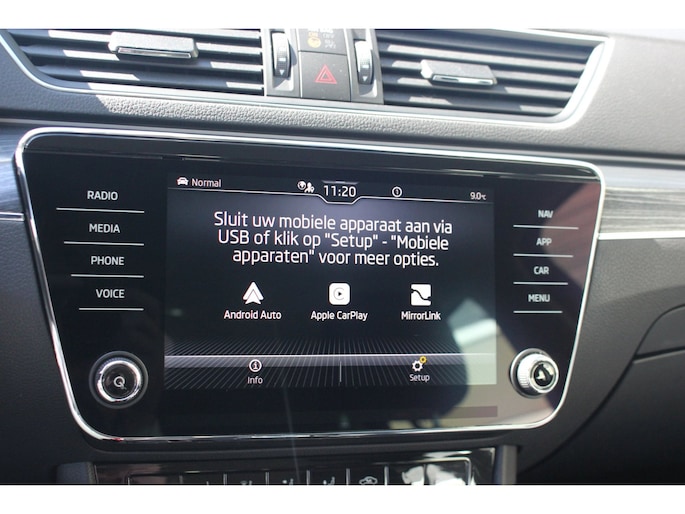 Normal
11:20
9.0°C
Sluit uw mobiele apparaat aan via
USB of klik op "Setup" - "Mobiele
apparaten" voor meer opties.
Android Auto
Apple CarPlay
MirrorLink
Info
Setup
RADIO
MEDIA
PHONE
VOICE
NAV
APP
CAR
MENU